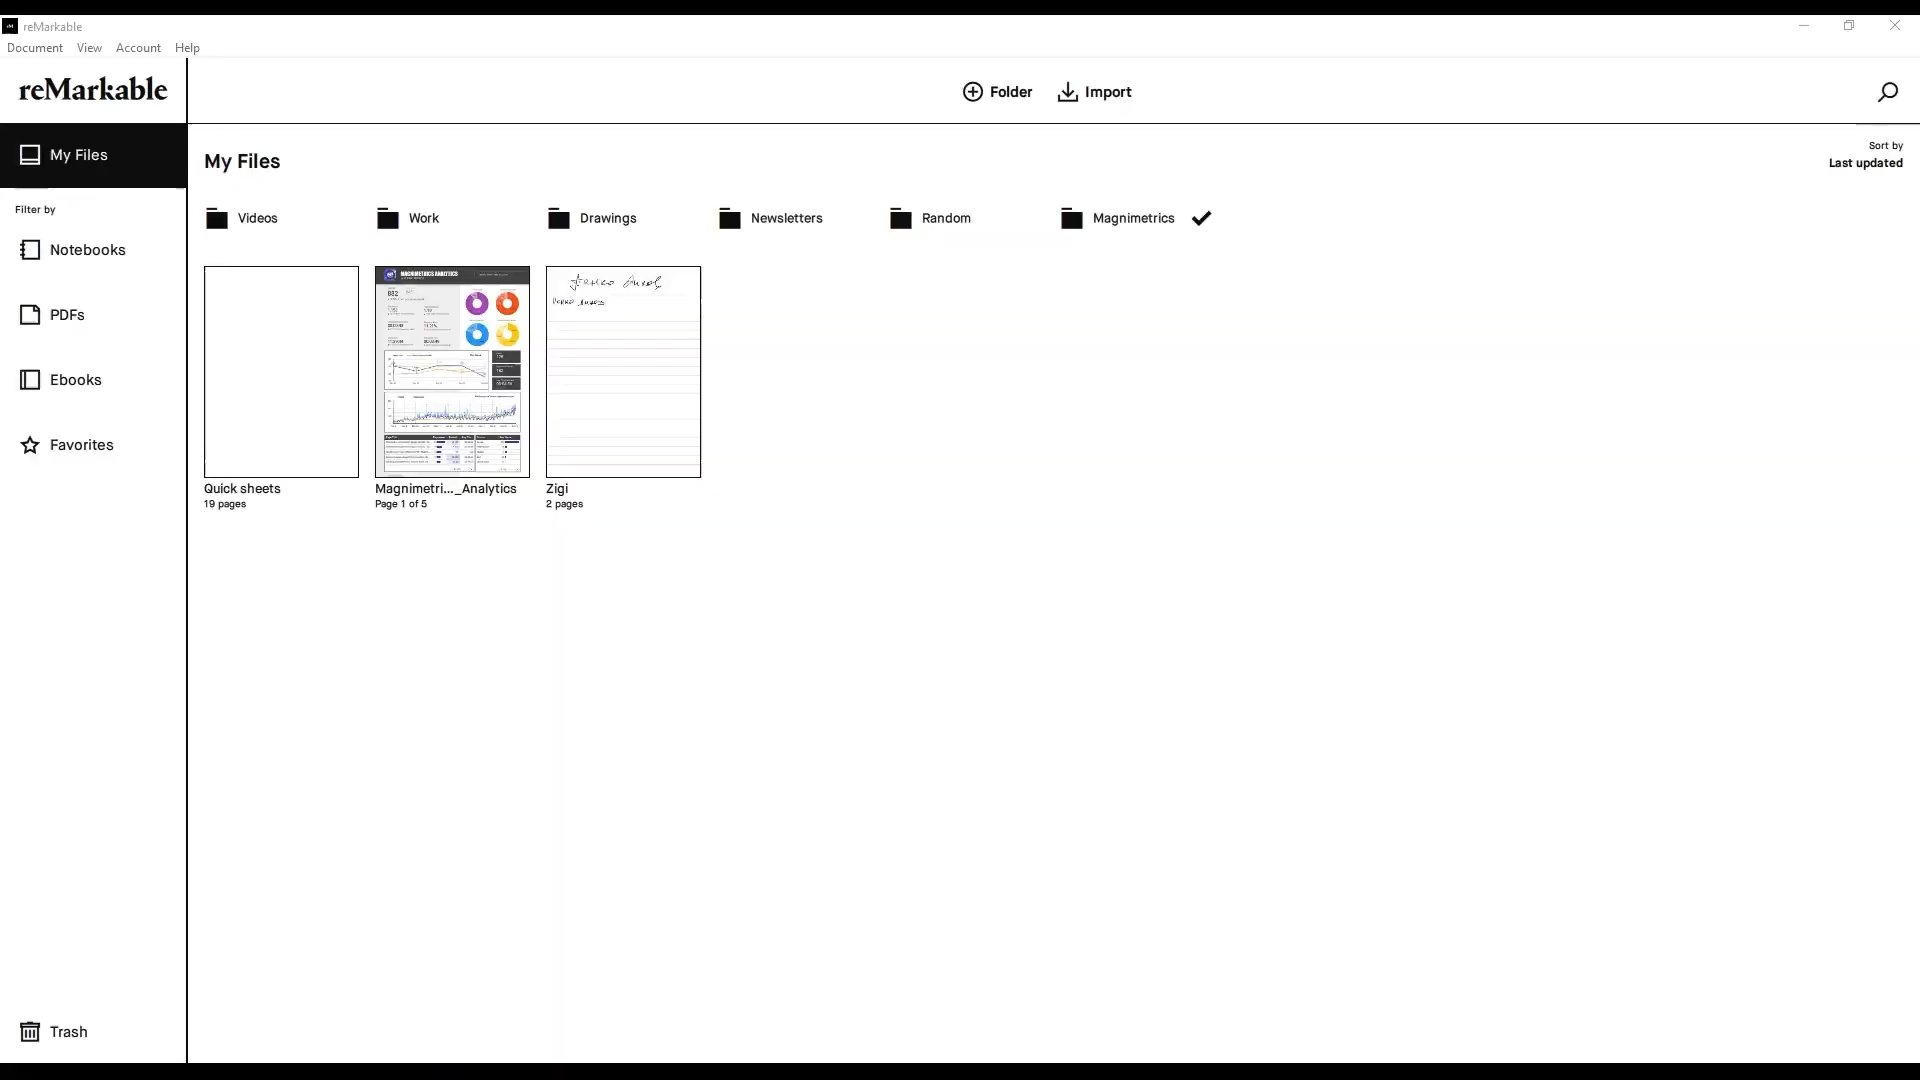 reMarkable
Document View Account Help
reMarkable
Folder Import
My Files
My Files
Sort by
Last updated
Filter by
Videos Work Drawings Newsletters Random Magnimetrics
Notebooks
PDFs
Ebooks
Favorites
MAGNIMETRICS ANALYTICS
Quick sheets Magnimetri..._Analytics Zigi
19 pages Page 1 of 5 2 pages
Trash